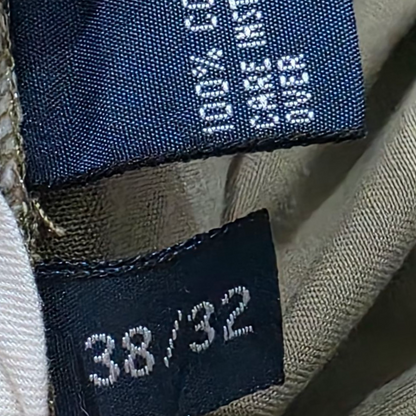 100% CO
CARE INST
OVER
38/32